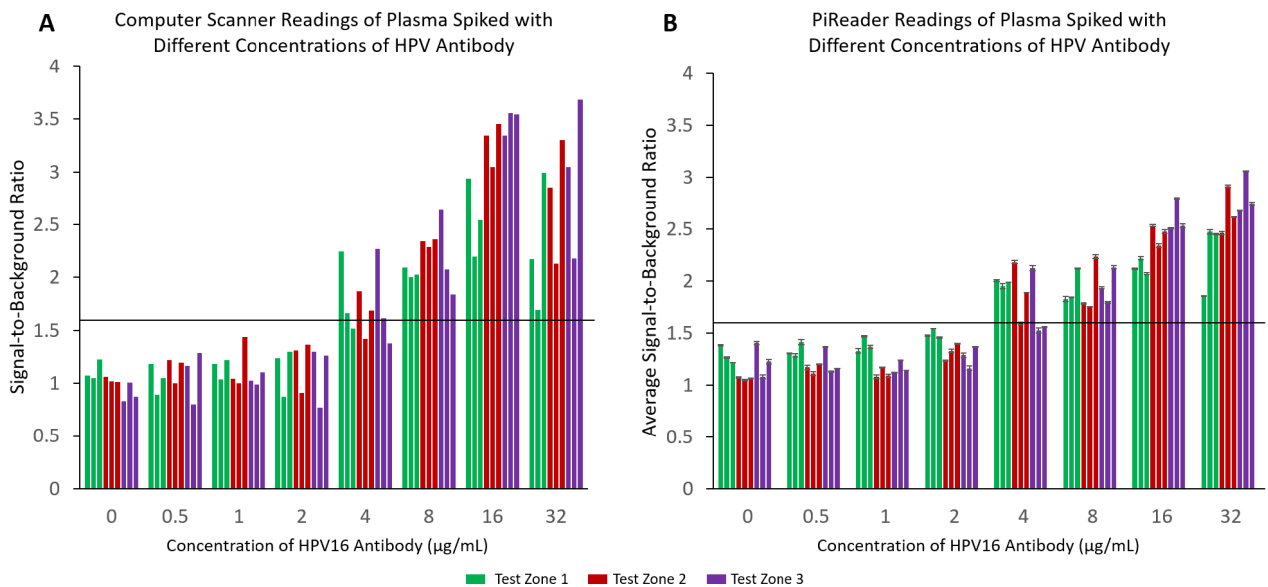 A
Computer Scanner Readings of Plasma Spiked with
Different Concentrations of HPV Antibody
Signal-to-Background Ratio
4
3.5
3
2.5
2
1.5
1
0.5
0
0 0.5 1 2 4 8 16 32
Concentration of HPV16 Antibody (µg/mL)
B
PiReader Readings of Plasma Spiked with
Different Concentrations of HPV Antibody
Average Signal-to-Background Ratio
4
3.5
3
2.5
2
1.5
1
0.5
0
0 0.5 1 2 4 8 16 32
Concentration of HPV16 Antibody (µg/mL)
Test Zone 1 Test Zone 2 Test Zone 3